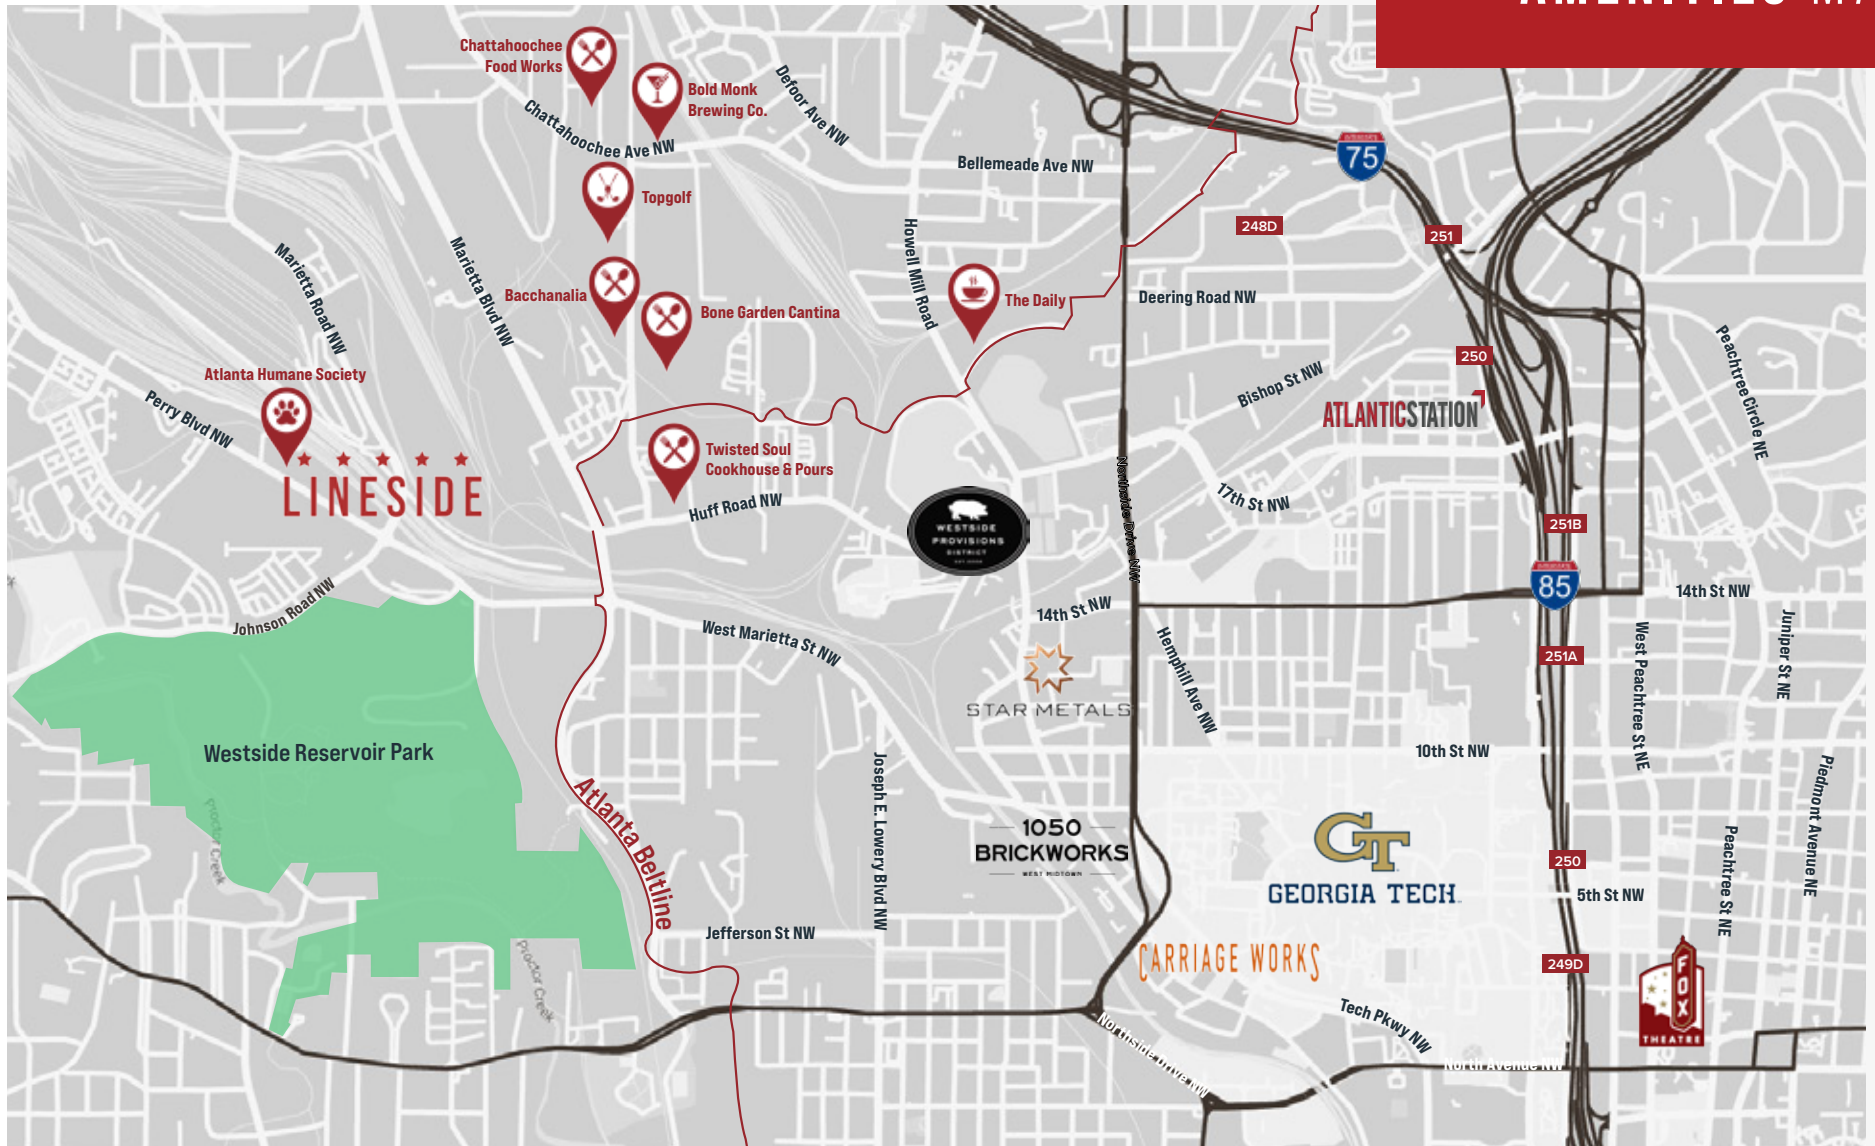 Chattahoochee
Food Works
Bold Monk
Brewing Co.
Chattahoochee Ave NW
Defoor Ave NW
Bellemeade Ave NW
75
Topgolf
248D
251
Marietta Road NW
Marietta Blvd NW
Howell Mill Road
Bacchanalia
Bone Garden Cantina
The Daily
Deering Road NW
250
Peachtree Circle NE
Atlanta Humane Society
Perry Blvd NW
Bishop St NW
ATLANTICSTATION
LINESIDE
Twisted Soul
Cookhouse & Pours
Huff Road NW
WESTSIDE
PROVISIONS
DISTRICT
Northside Drive NW
17th St NW
251B
85
14th St NW
14th St NW
Johnson Road NW
West Marietta St NW
Hemphill Ave NW
251A
West Peachtree St NE
Juniper St NE
STAR METALS
10th St NW
Westside Reservoir Park
Proctor Creek
Atlanta Beltline
Joseph E. Lowery Blvd NW
1050
BRICKWORKS
WEST MIDTOWN
GT
GEORGIA TECH
250
5th St NW
Peachtree St NE
Piedmont Avenue NE
Jefferson St NW
Proctor Creek
CARRIAGE WORKS
249D
FOX
THEATRE
Northside Drive NW
Tech Pkwy NW
North Avenue NW